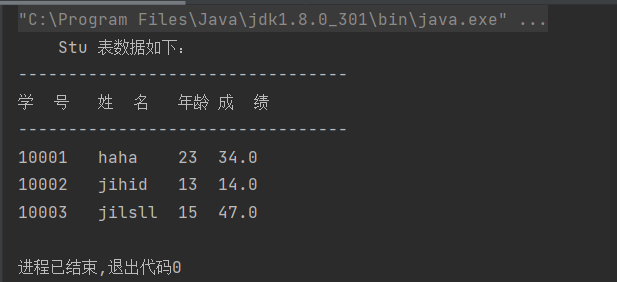 "C:\Program Files\Java\jdk1.8.0_301\bin\java.exe" ...
Stu 表数据如下:
---------------------------------
学 号 姓 名 年龄 成 绩
---------------------------------
10001 haha 23 34.0
10002 jihid 13 14.0
10003 jilsll 15 47.0
进程已结束,退出代码0